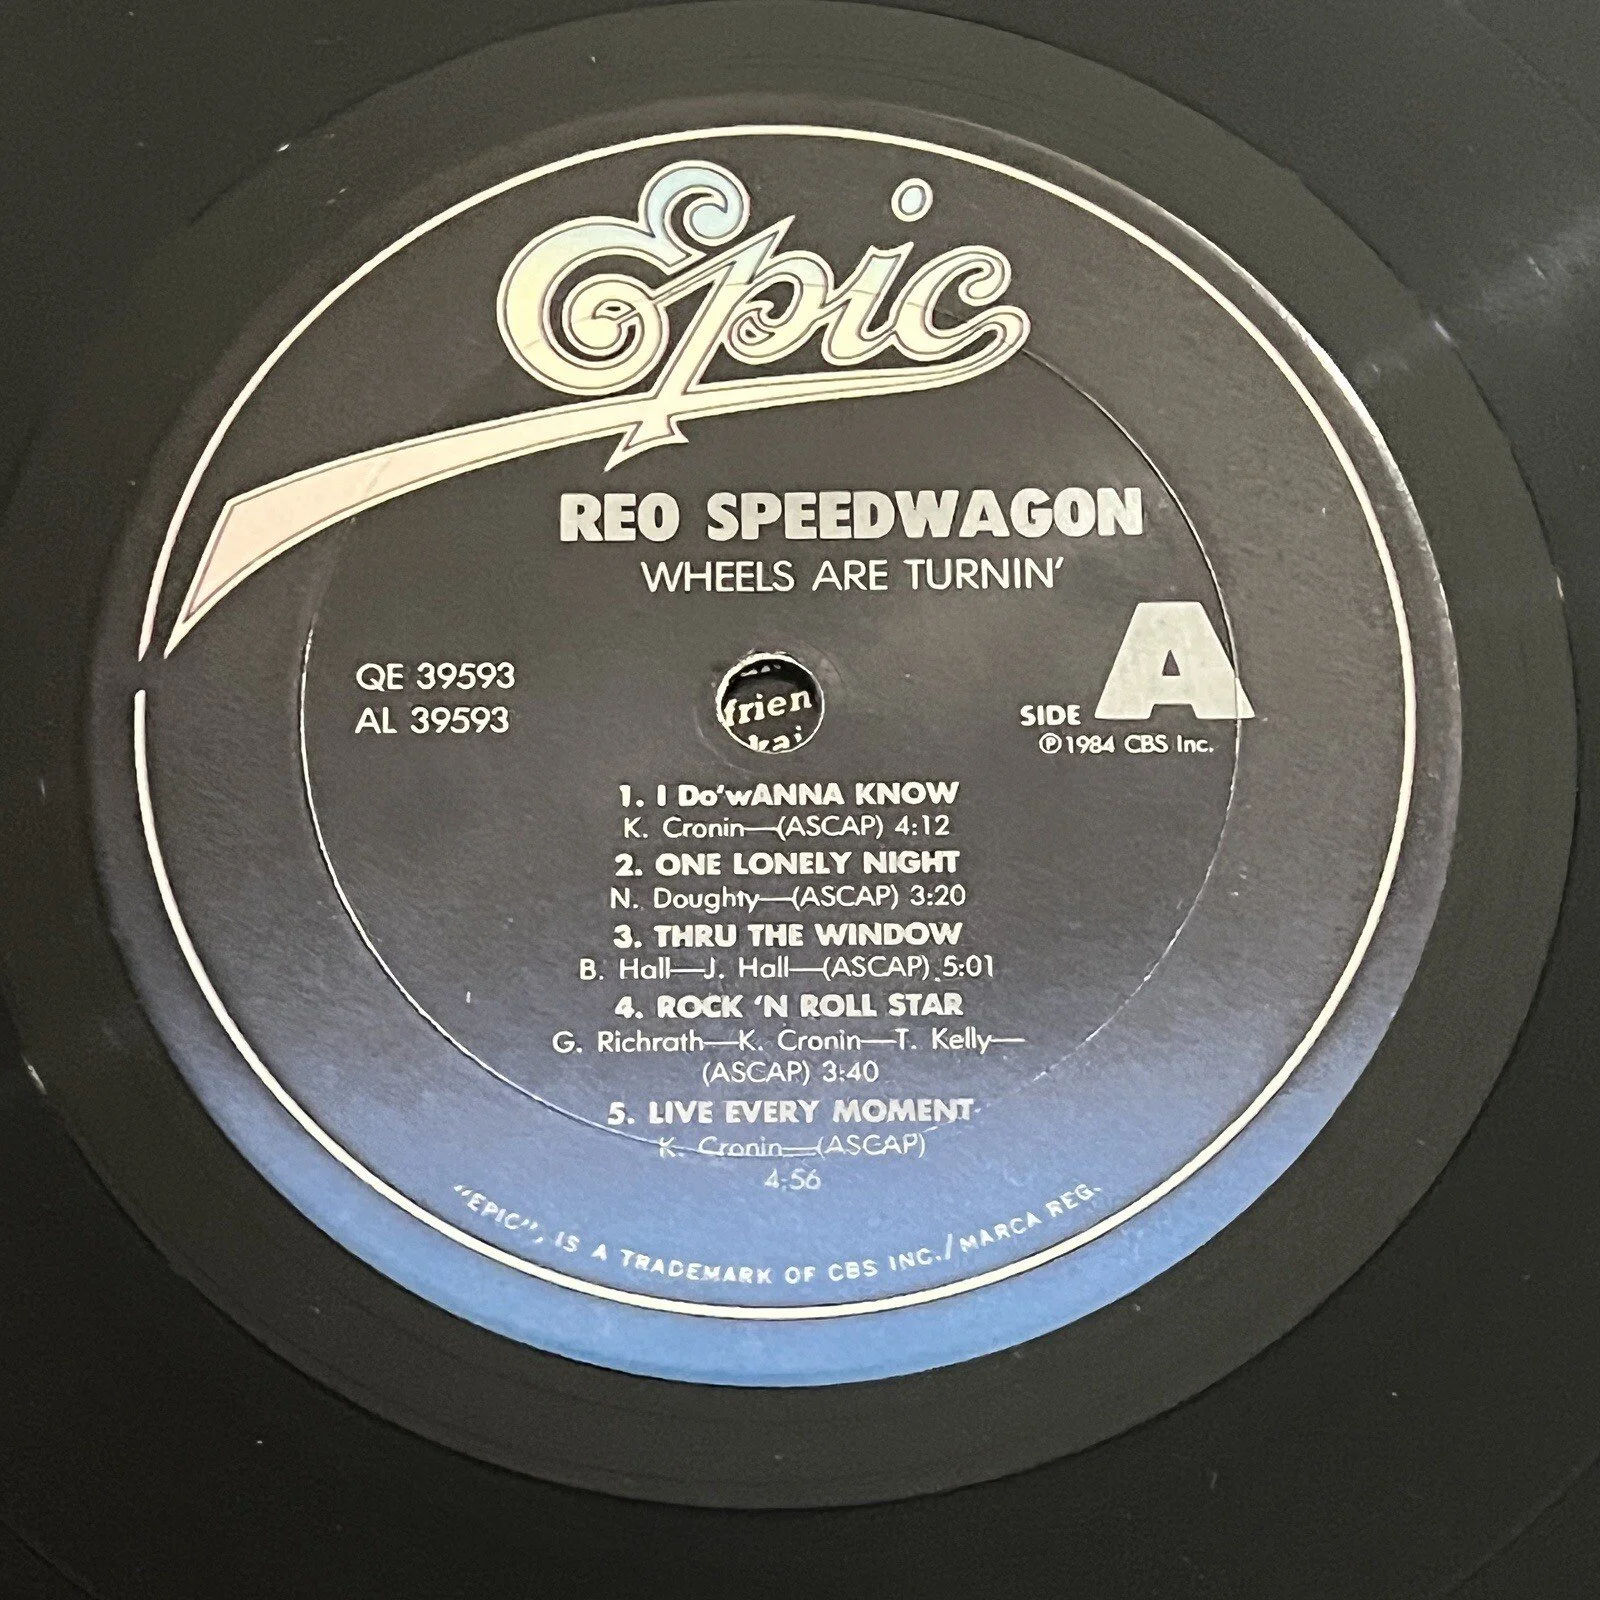 Epic
REO SPEEDWAGON
WHEELS ARE TURNIN'
QE 39593
AL 39593
frien
kai
SIDE A
℗1984 CBS Inc.
1. I Do'wANNA KNOW
K. Cronin—(ASCAP) 4:12
2. ONE LONELY NIGHT
N. Doughty—(ASCAP) 3:20
3. THRU THE WINDOW
B. Hall—J. Hall—(ASCAP) 5:01
4. ROCK 'N ROLL STAR
G. Richrath—K. Cronin—T. Kelly—
(ASCAP) 3:40
5. LIVE EVERY MOMENT
K. Cronin—(ASCAP)
4:56
"EPIC", IS A TRADEMARK OF CBS INC./MARCA REG.